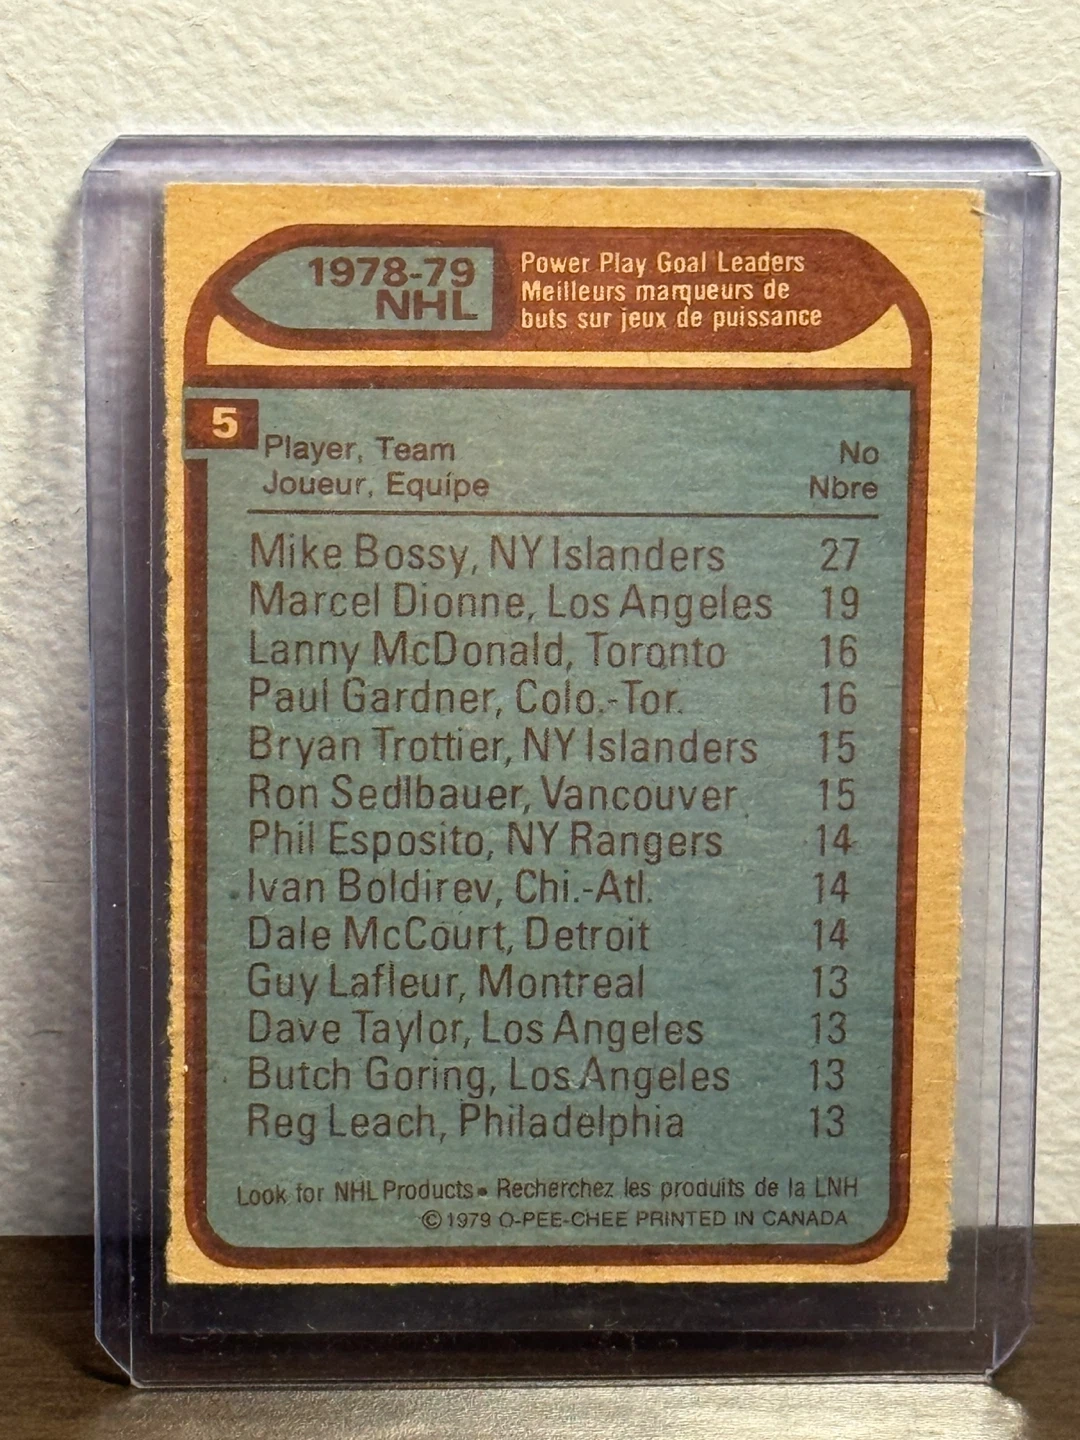 1978-79
NHL
Power Play Goal Leaders
Meilleurs marqueurs de
buts sur jeux de puissance
5
Player, Team No
Joueur, Equipe Nbre
Mike Bossy, NY Islanders 27
Marcel Dionne, Los Angeles 19
Lanny McDonald, Toronto 16
Paul Gardner, Colo.-Tor. 16
Bryan Trottier, NY Islanders 15
Ron Sedlbauer, Vancouver 15
Phil Esposito, NY Rangers 14
Ivan Boldirev, Chi.-Atl. 14
Dale McCourt, Detroit 14
Guy Lafleur, Montreal 13
Dave Taylor, Los Angeles 13
Butch Goring, Los Angeles 13
Reg Leach, Philadelphia 13
Look for NHL Products • Recherchez les produits de la LNH
© 1979 O-PEE-CHEE PRINTED IN CANADA